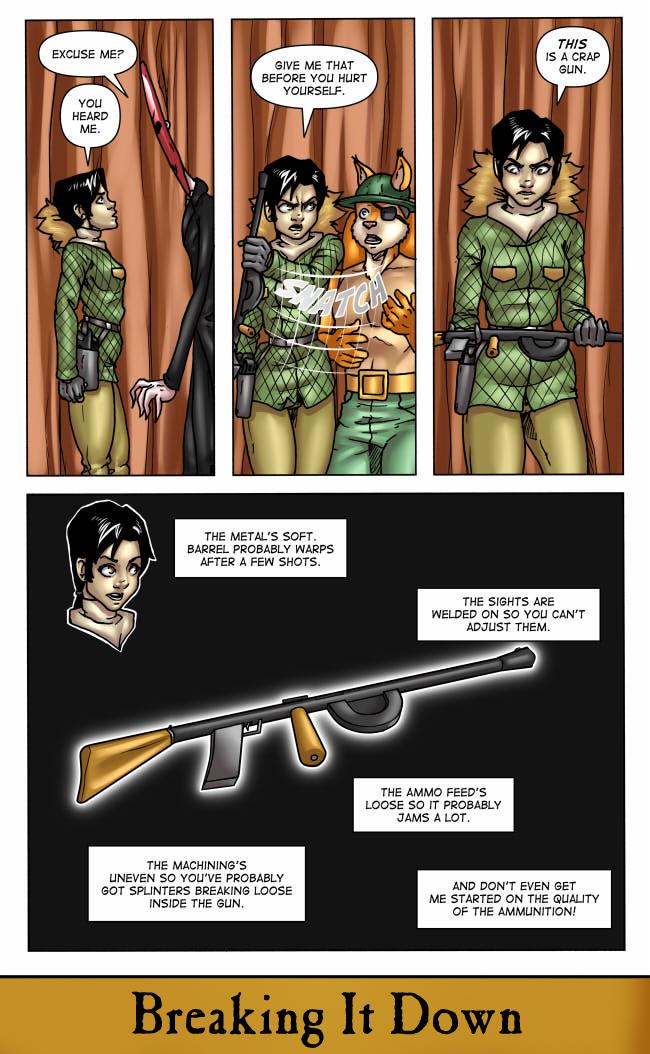 EXCUSE ME?
YOU
HEARD
ME.
GIVE ME THAT
BEFORE YOU HURT
YOURSELF.
SNATCH
THIS
IS A CRAP
GUN.
THE METAL'S SOFT.
BARREL PROBABLY WARPS
AFTER A FEW SHOTS.
THE SIGHTS ARE
WELDED ON SO YOU CAN'T
ADJUST THEM.
THE AMMO FEED'S
LOOSE SO IT PROBABLY
JAMS A LOT.
THE MACHINING'S
UNEVEN SO YOU'VE PROBABLY
GOT SPLINTERS BREAKING LOOSE
INSIDE THE GUN.
AND DON'T EVEN GET
ME STARTED ON THE QUALITY
OF THE AMMUNITION!
Breaking It Down